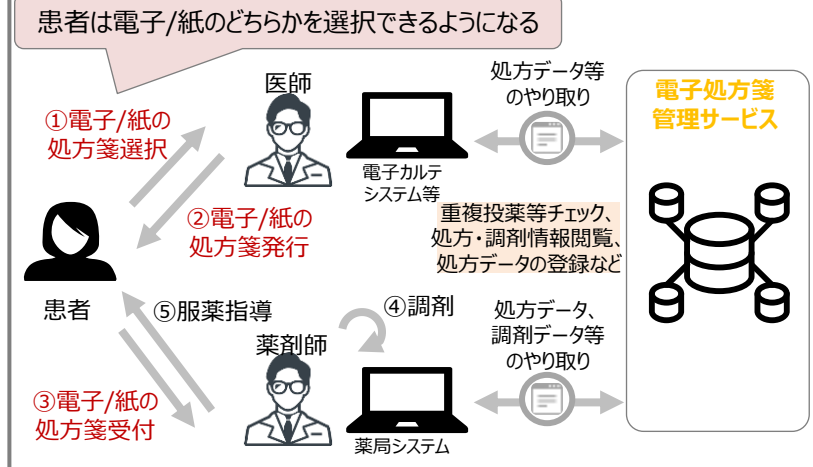 患者は電子/紙のどちらかを選択できるようになる
医師
処方データ等
のやり取り
電子処方箋
管理サービス
①電子/紙の
処方箋選択
電子カルテ
システム等
②電子/紙の
処方箋発行
重複投薬等チェック、
処方・調剤情報閲覧、
処方データの登録など
患者
⑤服薬指導
④調剤
処方データ、
調剤データ等
のやり取り
薬剤師
③電子/紙の
処方箋受付
薬局システム